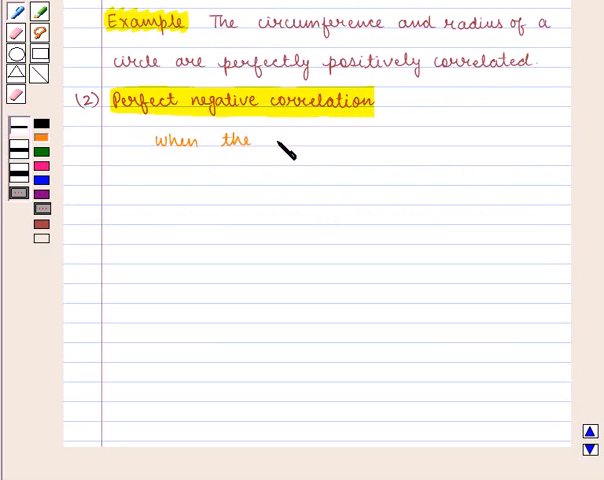 Example The circumference and radius of a
circle are perfectly positively correlated.
(2) Perfect negative correlation
when the